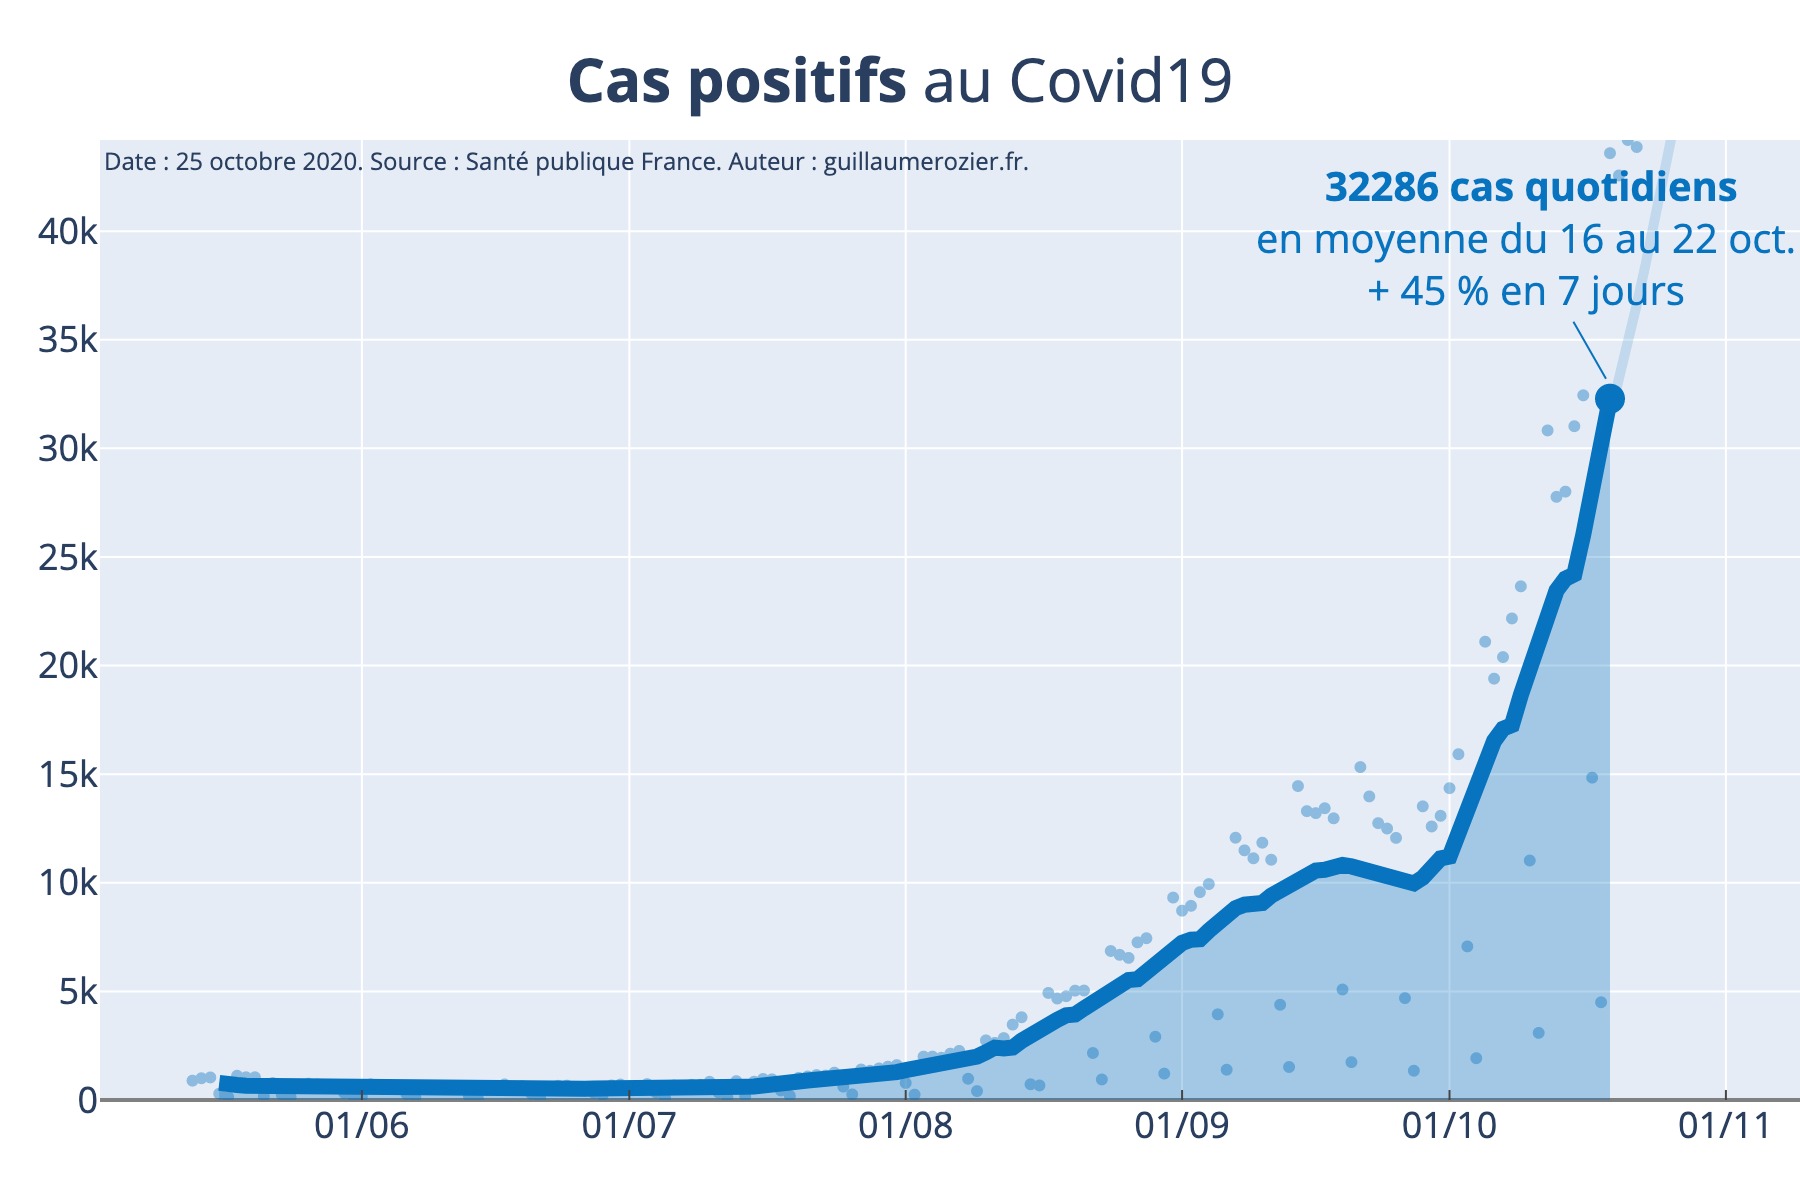 Cas positifs au Covid19
Date : 25 octobre 2020. Source : Santé publique France. Auteur : guillaumerozier.fr.
32286 cas quotidiens
en moyenne du 16 au 22 oct.
+ 45 % en 7 jours
40k
35k
30k
25k
20k
15k
10k
5k
0
01/06 01/07 01/08 01/09 01/10 01/11